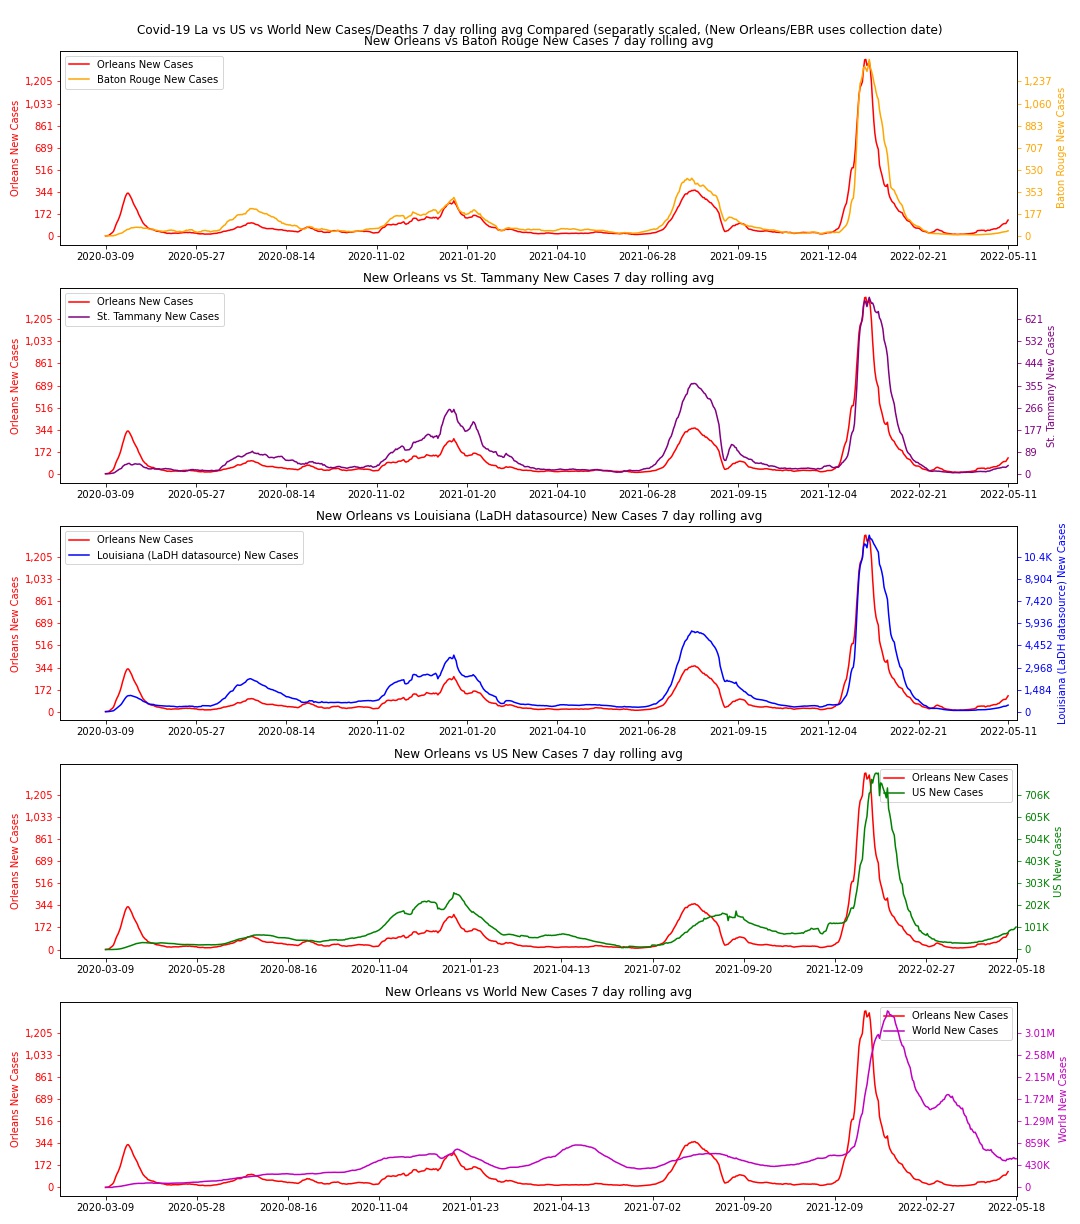 Covid-19 La vs US vs World New Cases/Deaths 7 day rolling avg Compared (separatly scaled, (New Orleans/EBR uses collection date)
New Orleans vs Baton Rouge New Cases 7 day rolling avg
Orleans New Cases
Baton Rouge New Cases
1,205
1,033
861
689
516
344
172
0
Orleans New Cases
1,237
1,060
883
707
530
353
177
0
Baton Rouge New Cases
2020-03-09 2020-05-27 2020-08-14 2020-11-02 2021-01-20 2021-04-10 2021-06-28 2021-09-15 2021-12-04 2022-02-21 2022-05-11
New Orleans vs St. Tammany New Cases 7 day rolling avg
Orleans New Cases
St. Tammany New Cases
1,205
1,033
861
689
516
344
172
0
Orleans New Cases
621
532
444
355
266
177
89
0
St. Tammany New Cases
2020-03-09 2020-05-27 2020-08-14 2020-11-02 2021-01-20 2021-04-10 2021-06-28 2021-09-15 2021-12-04 2022-02-21 2022-05-11
New Orleans vs Louisiana (LaDH datasource) New Cases 7 day rolling avg
Orleans New Cases
Louisiana (LaDH datasource) New Cases
1,205
1,033
861
689
516
344
172
0
Orleans New Cases
10.4K
8,904
7,420
5,936
4,452
2,968
1,484
0
Louisiana (LaDH datasource) New Cases
2020-03-09 2020-05-27 2020-08-14 2020-11-02 2021-01-20 2021-04-10 2021-06-28 2021-09-15 2021-12-04 2022-02-21 2022-05-11
New Orleans vs US New Cases 7 day rolling avg
Orleans New Cases
US New Cases
1,205
1,033
861
689
516
344
172
0
Orleans New Cases
706K
605K
504K
403K
303K
202K
101K
0
US New Cases
2020-03-09 2020-05-28 2020-08-16 2020-11-04 2021-01-23 2021-04-13 2021-07-02 2021-09-20 2021-12-09 2022-02-27 2022-05-18
New Orleans vs World New Cases 7 day rolling avg
Orleans New Cases
World New Cases
1,205
1,033
861
689
516
344
172
0
Orleans New Cases
3.01M
2.58M
2.15M
1.72M
1.29M
859K
430K
0
World New Cases
2020-03-09 2020-05-28 2020-08-16 2020-11-04 2021-01-23 2021-04-13 2021-07-02 2021-09-20 2021-12-09 2022-02-27 2022-05-18